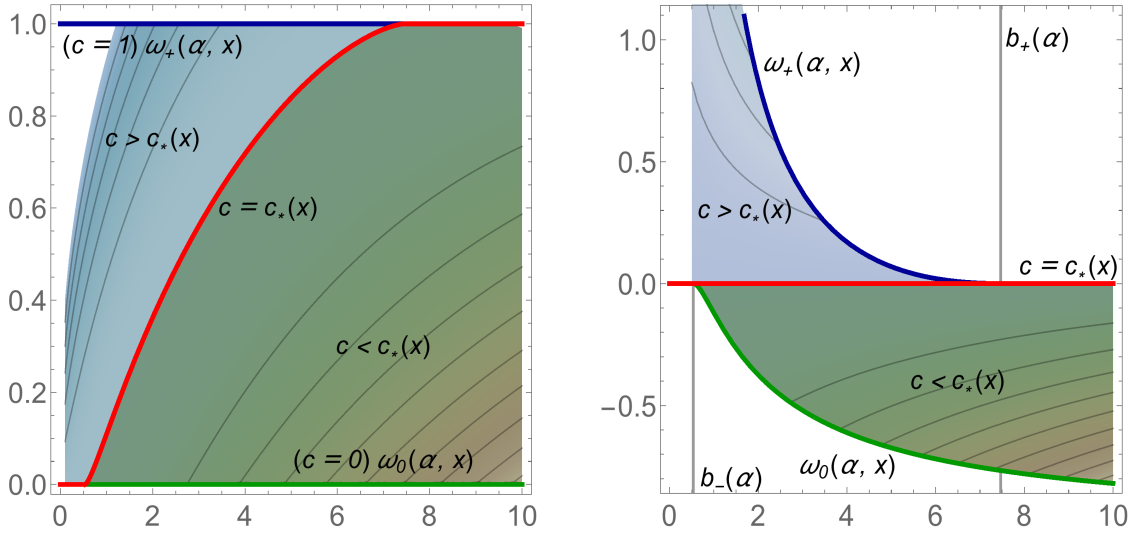 1.0
0.8
0.6
0.4
0.2
0.0
0 2 4 6 8 10
(c = 1) ω₊(α, x)
c > c⁎(x)
c = c⁎(x)
c < c⁎(x)
(c = 0) ω₀(α, x)
1.0
0.5
0.0
−0.5
0 2 4 6 8 10
b₊(α)
ω₊(α, x)
c > c⁎(x)
c = c⁎(x)
c < c⁎(x)
ω₀(α, x)
b₋(α)